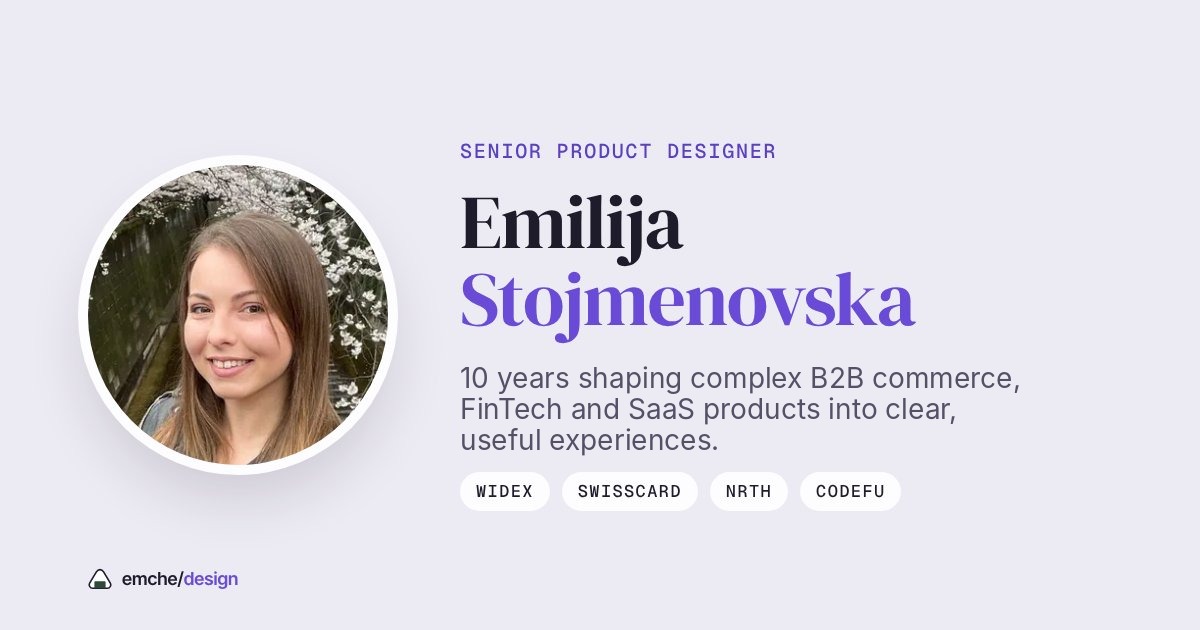 SENIOR PRODUCT DESIGNER
Emilija
Stojmenovska
10 years shaping complex B2B commerce,
FinTech and SaaS products into clear,
useful experiences.
WIDEX SWISSCARD NRTH CODEFU
emche/design